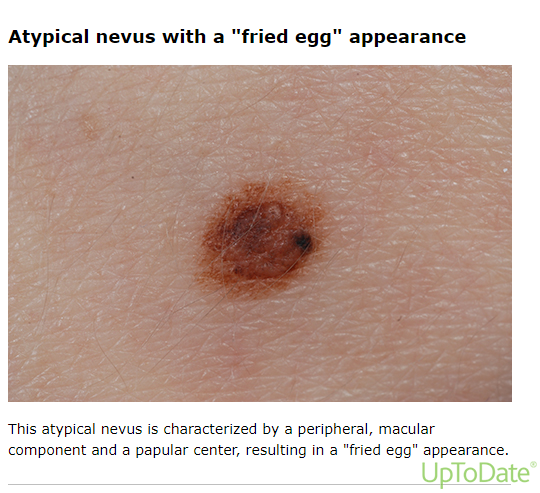 Atypical nevus with a "fried egg" appearance
This atypical nevus is characterized by a peripheral, macular
component and a papular center, resulting in a "fried egg" appearance.
UpToDate®